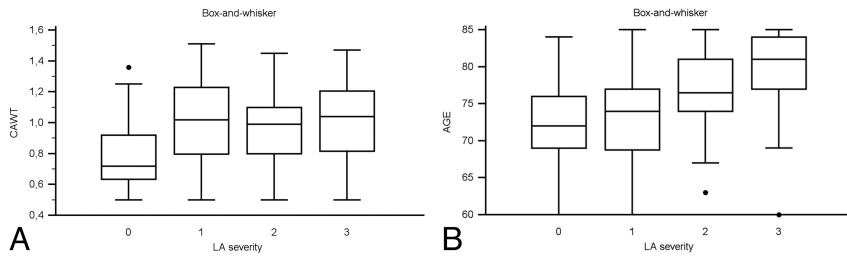 Box-and-whisker
1,6
1,4
1,2
1,0
0,8
0,6
0,4
CAWT
0
1
2
3
LA severity
A
Box-and-whisker
85
80
75
70
65
60
AGE
0
1
2
3
LA severity
B